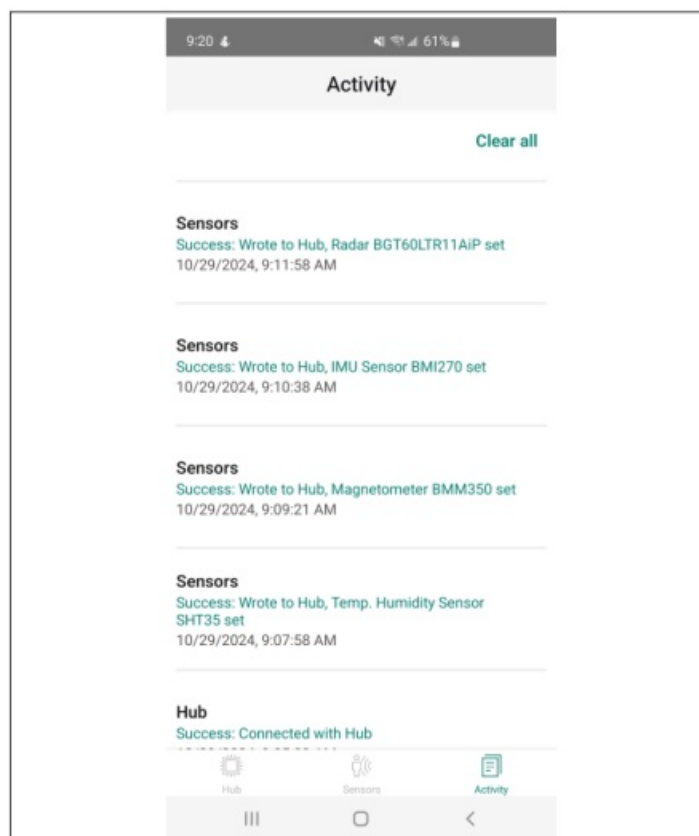 9:20
61%
Activity
Clear all
Sensors
Success: Wrote to Hub, Radar BGT60LTR11AiP set
10/29/2024, 9:11:58 AM
Sensors
Success: Wrote to Hub, IMU Sensor BMI270 set
10/29/2024, 9:10:38 AM
Sensors
Success: Wrote to Hub, Magnetometer BMM350 set
10/29/2024, 9:09:21 AM
Sensors
Success: Wrote to Hub, Temp. Humidity Sensor
SHT35 set
10/29/2024, 9:07:58 AM
Hub
Success: Connected with Hub
Hub
Sensors
Activity